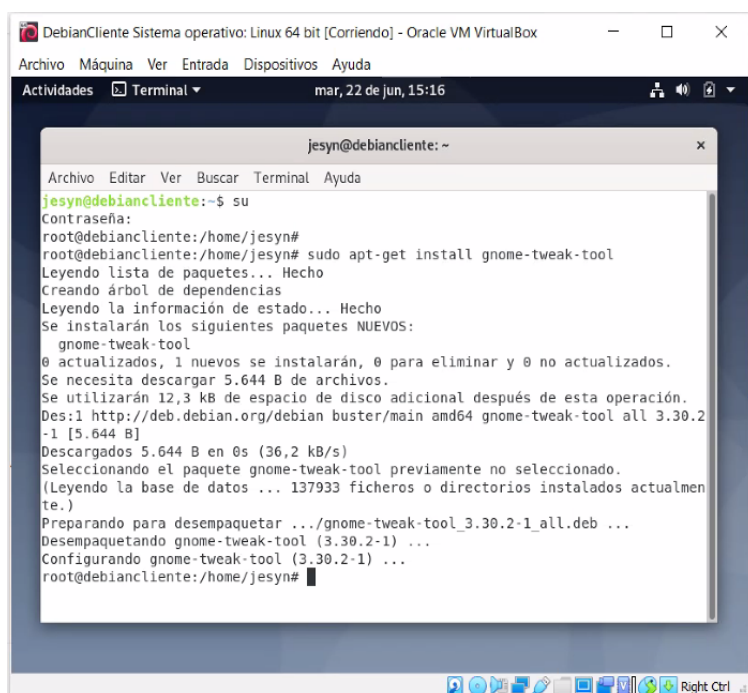 DebianCliente Sistema operativo: Linux 64 bit [Corriendo] - Oracle VM VirtualBox
Archivo Máquina Ver Entrada Dispositivos Ayuda
Actividades Terminal mar, 22 de jun, 15:16
jesyn@debiancliente: ~
Archivo Editar Ver Buscar Terminal Ayuda
jesyn@debiancliente:~$ su
Contraseña:
root@debiancliente:/home/jesyn#
root@debiancliente:/home/jesyn# sudo apt-get install gnome-tweak-tool
Leyendo lista de paquetes... Hecho
Creando árbol de dependencias
Leyendo la información de estado... Hecho
Se instalarán los siguientes paquetes NUEVOS:
gnome-tweak-tool
0 actualizados, 1 nuevos se instalarán, 0 para eliminar y 0 no actualizados.
Se necesita descargar 5.644 B de archivos.
Se utilizarán 12,3 kB de espacio de disco adicional después de esta operación.
Des:1 http://deb.debian.org/debian buster/main amd64 gnome-tweak-tool all 3.30.2
-1 [5.644 B]
Descargados 5.644 B en 0s (36,2 kB/s)
Seleccionando el paquete gnome-tweak-tool previamente no seleccionado.
(Leyendo la base de datos ... 137933 ficheros o directorios instalados actualmen
te.)
Preparando para desempaquetar .../gnome-tweak-tool_3.30.2-1_all.deb ...
Desempaquetando gnome-tweak-tool (3.30.2-1) ...
Configurando gnome-tweak-tool (3.30.2-1) ...
root@debiancliente:/home/jesyn#
Right Ctrl